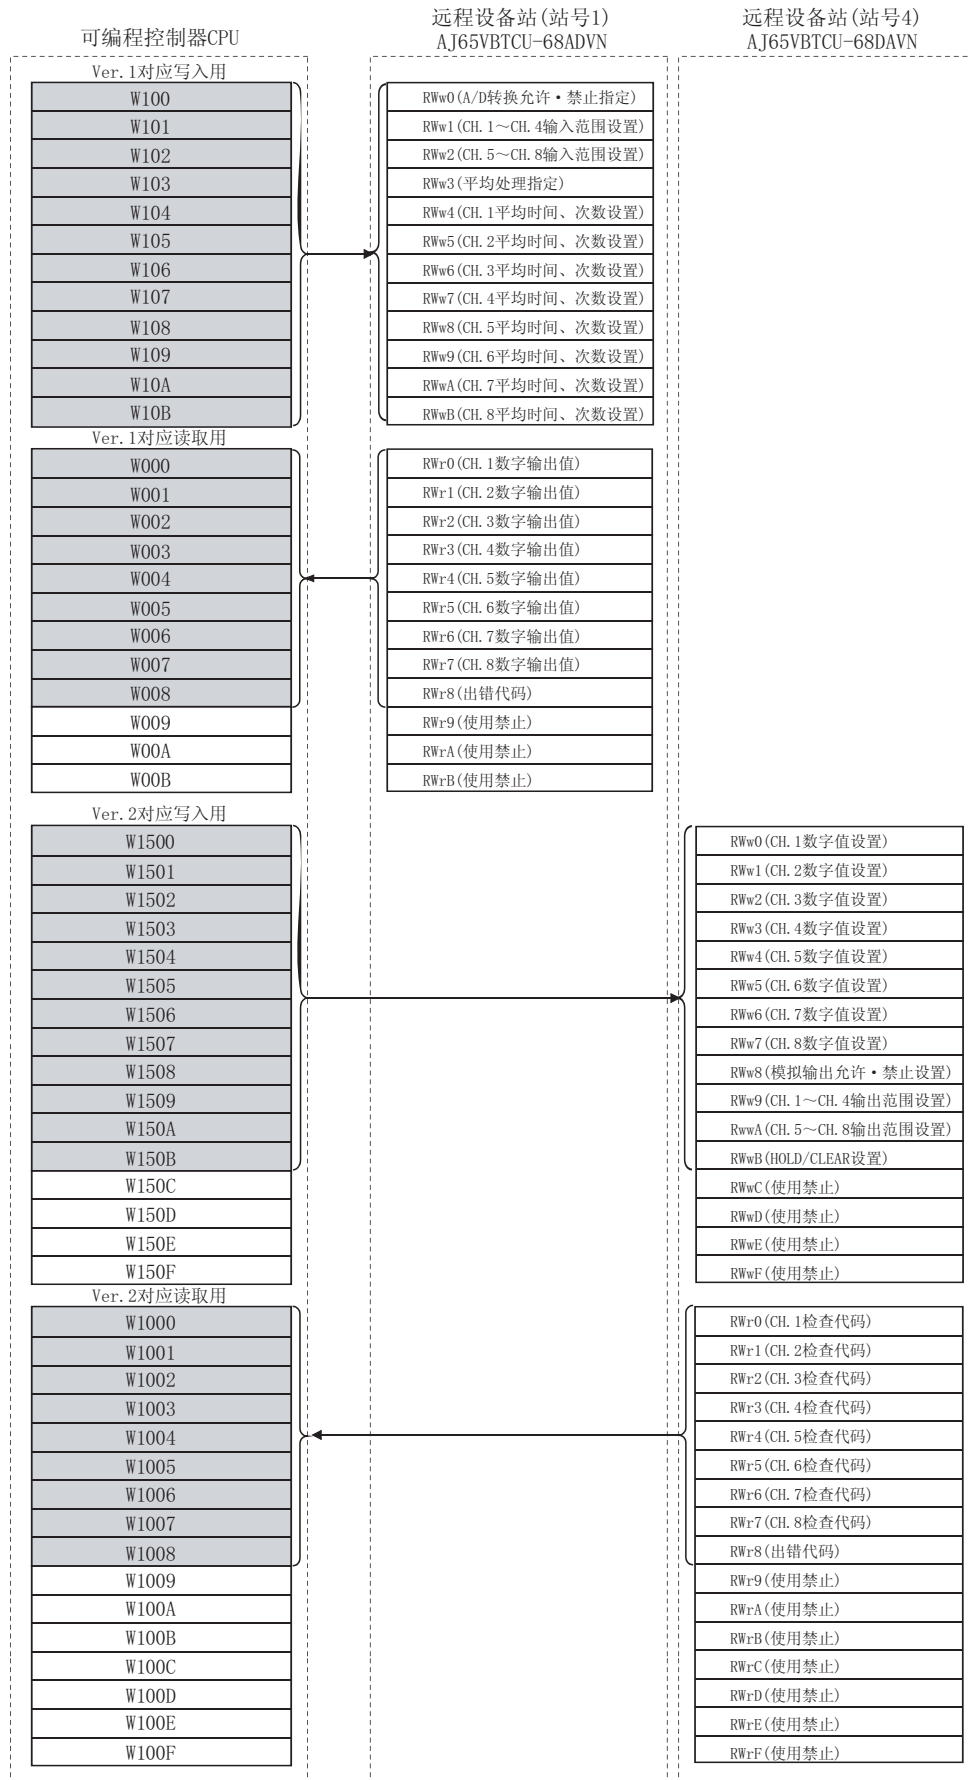 可编程控制器CPU
远程设备站(站号1)
AJ65VBTCU-68ADVN
远程设备站(站号4)
AJ65VBTCU-68DAVN
Ver.1对应写入用
W100
RWw0(A/D转换允许·禁止指定)
W101
RWw1(CH.1～CH.4输入范围设置)
W102
RWw2(CH.5～CH.8输入范围设置)
W103
RWw3(平均处理指定)
W104
RWw4(CH.1平均时间、次数设置)
W105
RWw5(CH.2平均时间、次数设置)
W106
RWw6(CH.3平均时间、次数设置)
W107
RWw7(CH.4平均时间、次数设置)
W108
RWw8(CH.5平均时间、次数设置)
W109
RWw9(CH.6平均时间、次数设置)
W10A
RWwA(CH.7平均时间、次数设置)
W10B
RWwB(CH.8平均时间、次数设置)
Ver.1对应读取用
W000
RWr0(CH.1数字输出值)
W001
RWr1(CH.2数字输出值)
W002
RWr2(CH.3数字输出值)
W003
RWr3(CH.4数字输出值)
W004
RWr4(CH.5数字输出值)
W005
RWr5(CH.6数字输出值)
W006
RWr6(CH.7数字输出值)
W007
RWr7(CH.8数字输出值)
W008
RWr8(出错代码)
W009
RWr9(使用禁止)
W00A
RWrA(使用禁止)
W00B
RWrB(使用禁止)
Ver.2对应写入用
W1500
RWw0(CH.1数字值设置)
W1501
RWw1(CH.2数字值设置)
W1502
RWw2(CH.3数字值设置)
W1503
RWw3(CH.4数字值设置)
W1504
RWw4(CH.5数字值设置)
W1505
RWw5(CH.6数字值设置)
W1506
RWw6(CH.7数字值设置)
W1507
RWw7(CH.8数字值设置)
W1508
RWw8(模拟输出允许·禁止设置)
W1509
RWw9(CH.1～CH.4输出范围设置)
W150A
RwwA(CH.5～CH.8输出范围设置)
W150B
RWwB(HOLD/CLEAR设置)
W150C
RWwC(使用禁止)
W150D
RWwD(使用禁止)
W150E
RWwE(使用禁止)
W150F
RWwF(使用禁止)
Ver.2对应读取用
W1000
RWr0(CH.1检查代码)
W1001
RWr1(CH.2检查代码)
W1002
RWr2(CH.3检查代码)
W1003
RWr3(CH.4检查代码)
W1004
RWr4(CH.5检查代码)
W1005
RWr5(CH.6检查代码)
W1006
RWr6(CH.7检查代码)
W1007
RWr7(CH.8检查代码)
W1008
RWr8(出错代码)
W1009
RWr9(使用禁止)
W100A
RWrA(使用禁止)
W100B
RWrB(使用禁止)
W100C
RWrC(使用禁止)
W100D
RWrD(使用禁止)
W100E
RWrE(使用禁止)
W100F
RWrF(使用禁止)